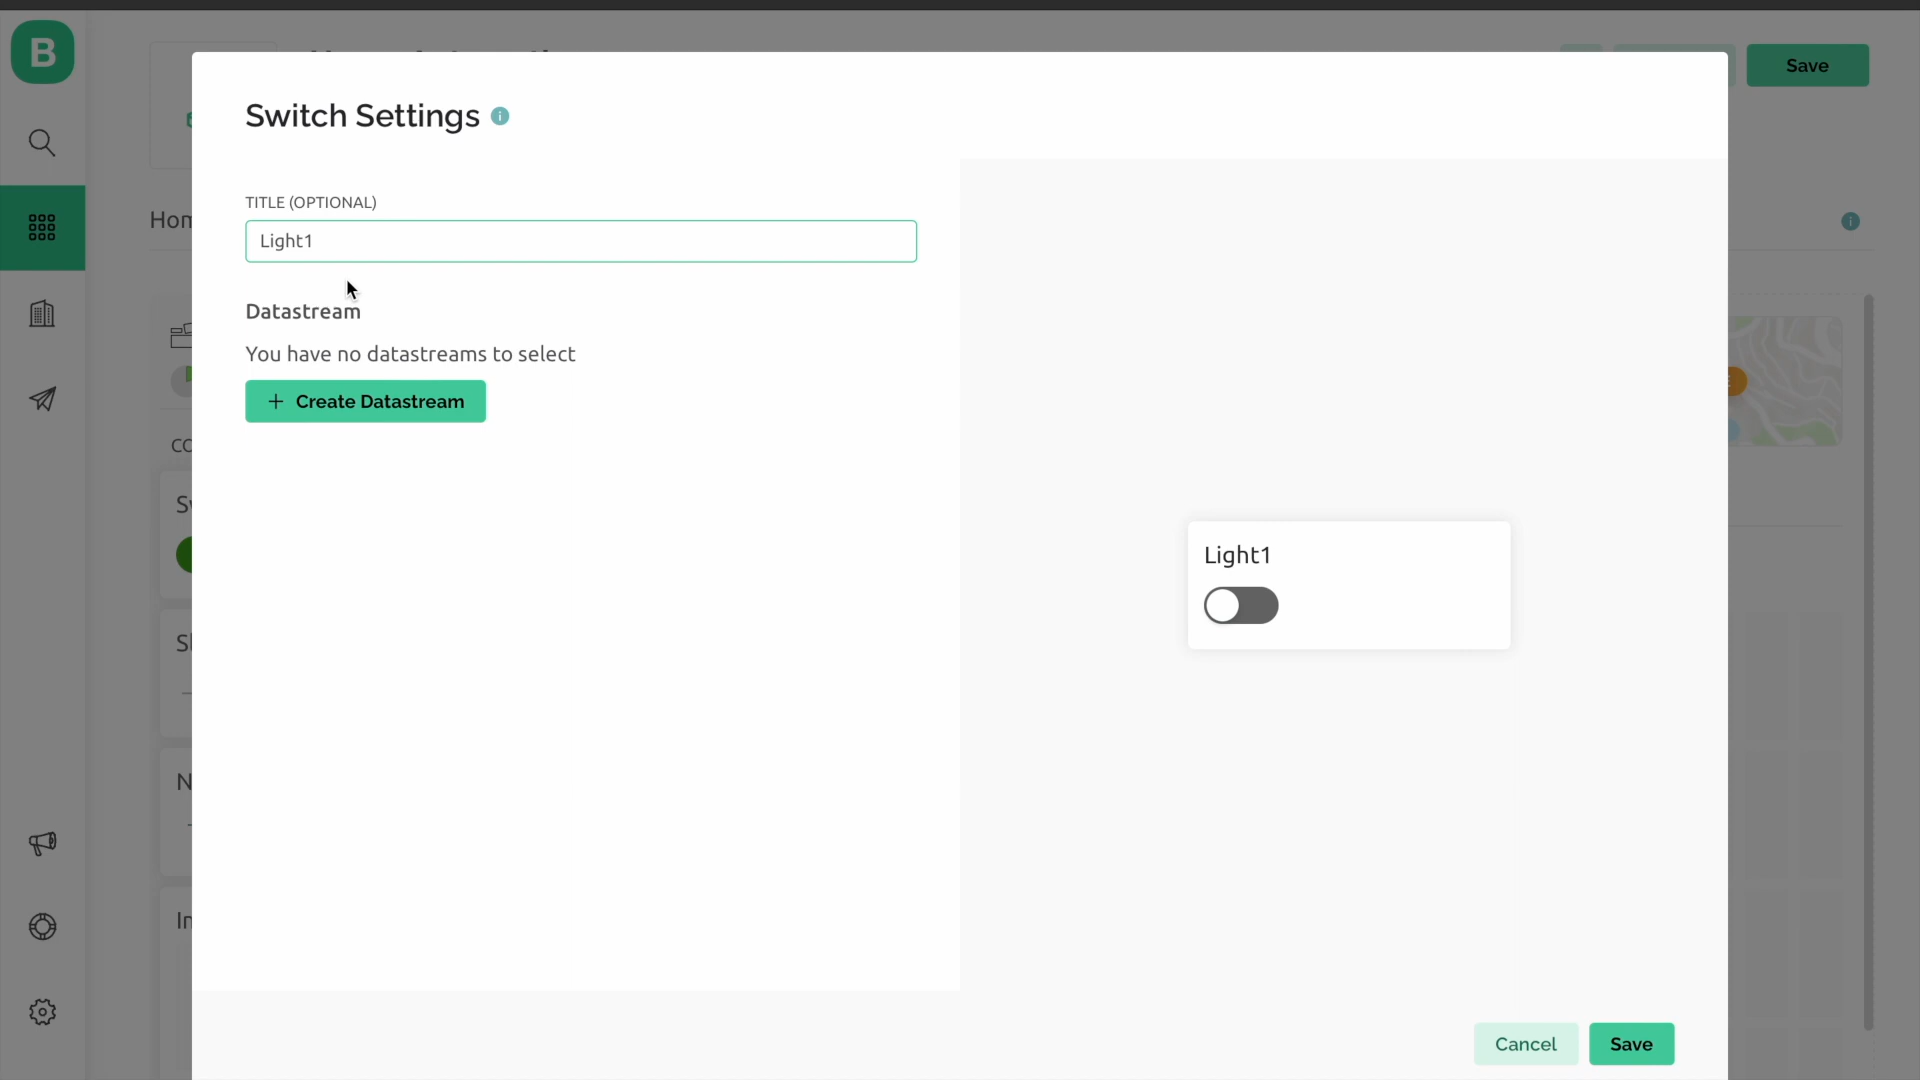 B
Save
Switch Settings
TITLE (OPTIONAL)
Light1
Datastream
You have no datastreams to select
+ Create Datastream
Light1
Cancel
Save